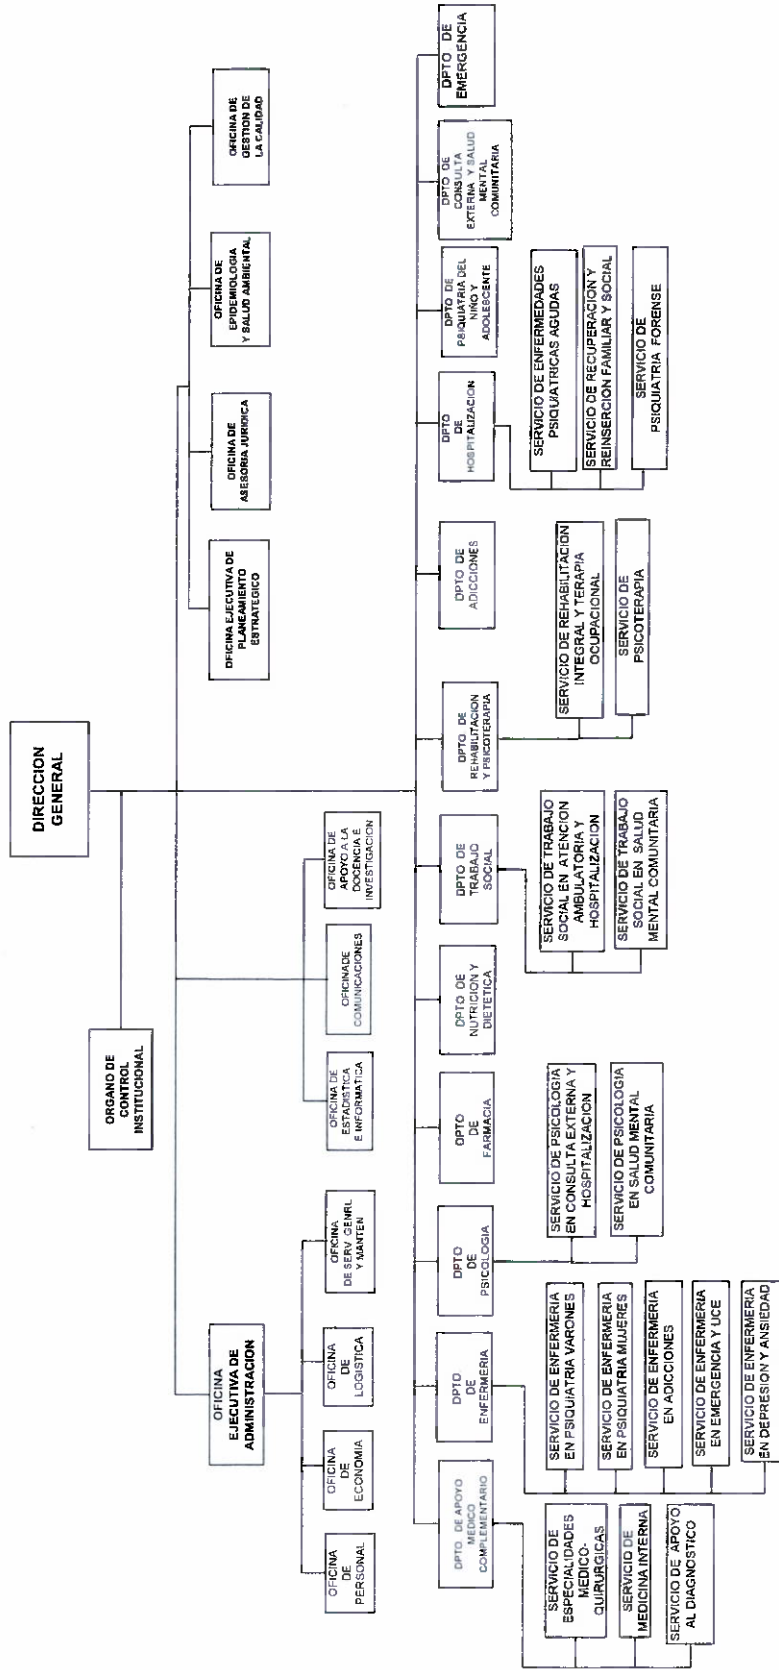 DIRECCION
GENERAL
ORGANO DE
CONTROL
INSTITUCIONAL
OFICINA
EJECUTIVA DE
ADMINISTRACION
OFICINA EJECUTIVA DE
PLANEAMIENTO
ESTRATEGICO
OFICINA DE
ASESORIA JURIDICA
OFICINA DE
EPIDEMIOLOGIA
Y SALUD AMBIENTAL
OFICINA DE
GESTION DE
LA CALIDAD
OFICINA
DE
PERSONAL
OFICINA
DE
ECONOMIA
OFICINA
DE
LOGISTICA
OFICINA
DE SERV. GENRL
Y MANTEN
OFICINA DE
ESTADISTICA
E INFORMATICA
OFICINADE
COMUNICACIONES
OFICINA DE
APOYO A LA
DOCENCIA E
INVESTIGACION
DPTO. DE APOYO
MEDICO
COMPLEMENTARIO
DPTO
DE
ENFERMERIA
DPTO
DE
PSICOLOGIA
DPTO
DE
FARMACIA
DPTO DE
NUTRICION Y
DIETETICA
DPTO DE
TRABAJO
SOCIAL
DPTO DE
REHABILITACION
Y PSICOTERAPIA
DPTO DE
ADICCIONES
DPTO
DE
HOSPITALIZACION
DPTO DE
PSIQUIATRIA DEL
NIÑO Y
ADOLESCENTE
DPTO DE
CONSULTA
EXTERNA Y SALUD
MENTAL
COMUNITARIA
DPTO DE
EMERGENCIA
SERVICIO DE
ESPECIALIDADES
MEDICO-
QUIRURGICAS
SERVICIO DE
MEDICINA INTERNA
SERVICIO DE APOYO
AL DIAGNOSTICO
SERVICIO DE ENFERMERIA
EN PSIQUIATRIA VARONES
SERVICIO DE ENFERMERIA
EN PSIQUIATRIA MUJERES
SERVICIO DE ENFERMERIA
EN ADICCIONES
SERVICIO DE ENFERMERIA
EN EMERGENCIA Y UCE
SERVICIO DE ENFERMERIA
EN DEPRESION Y ANSIEDAD
SERVICIO DE PSICOLOGIA
EN CONSULTA EXTERNA Y
HOSPITALIZACION
SERVICIO DE PSICOLOGIA
EN SALUD MENTAL
COMUNITARIA
SERVICIO DE TRABAJO
SOCIAL EN ATENCION
AMBULATORIA Y
HOSPITALIZACION
SERVICIO DE TRABAJO
SOCIAL EN SALUD
MENTAL COMUNITARIA
SERVICIO DE REHABILITACION
INTEGRAL Y TERAPIA
OCUPACIONAL
SERVICIO DE
PSICOTERAPIA
SERVICIO DE ENFERMEDADES
PSIQUIATRICAS AGUDAS
SERVICIO DE RECUPERACION Y
REINSERCION FAMILIAR Y SOCIAL
SERVICIO DE
PSIQUIATRIA FORENSE